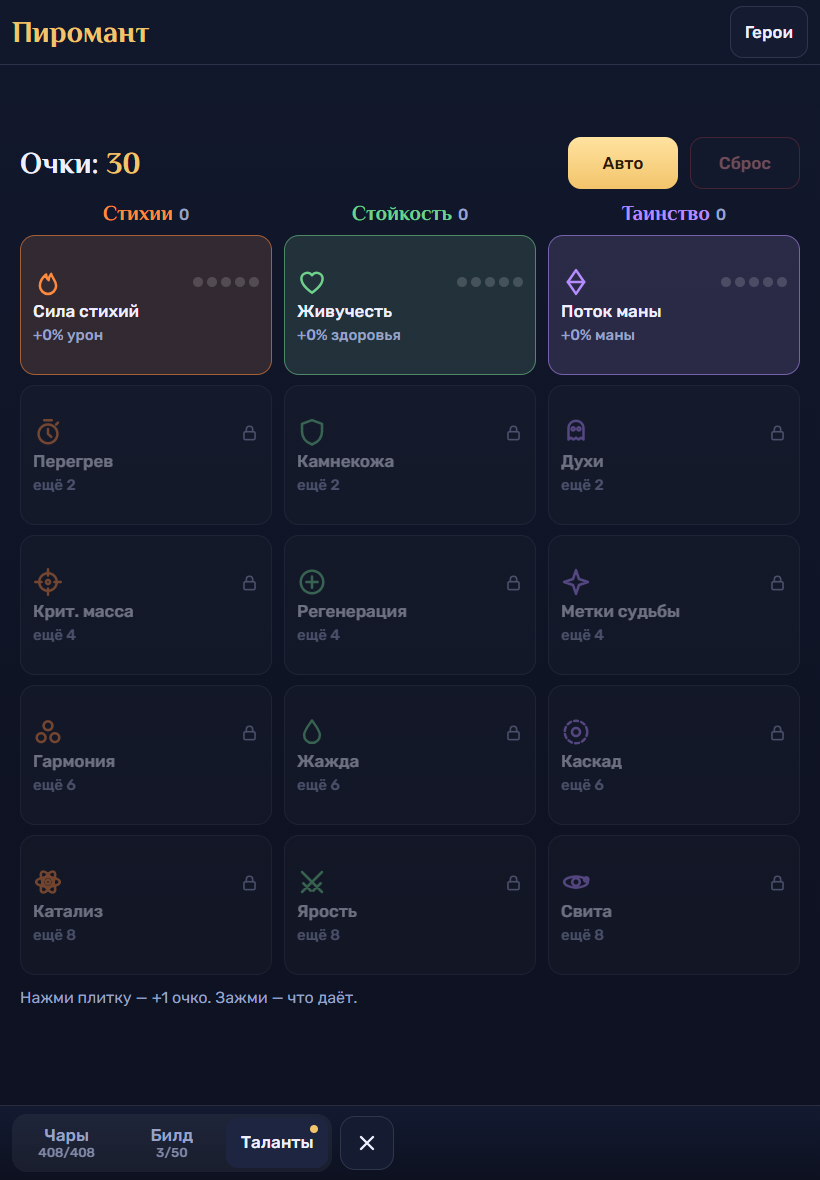 Пиромант
Герои
Очки: 30
Авто
Сброс
Стихии 0
Стойкость 0
Таинство 0
Сила стихий
+0% урон
Живучесть
+0% здоровья
Поток маны
+0% маны
Перегрев
ещё 2
Камнекожа
ещё 2
Духи
ещё 2
Крит. масса
ещё 4
Регенерация
ещё 4
Метки судьбы
ещё 4
Гармония
ещё 6
Жажда
ещё 6
Каскад
ещё 6
Катализ
ещё 8
Ярость
ещё 8
Свита
ещё 8
Нажми плитку — +1 очко. Зажми — что даёт.
Чары
408/408
Билд
3/50
Таланты